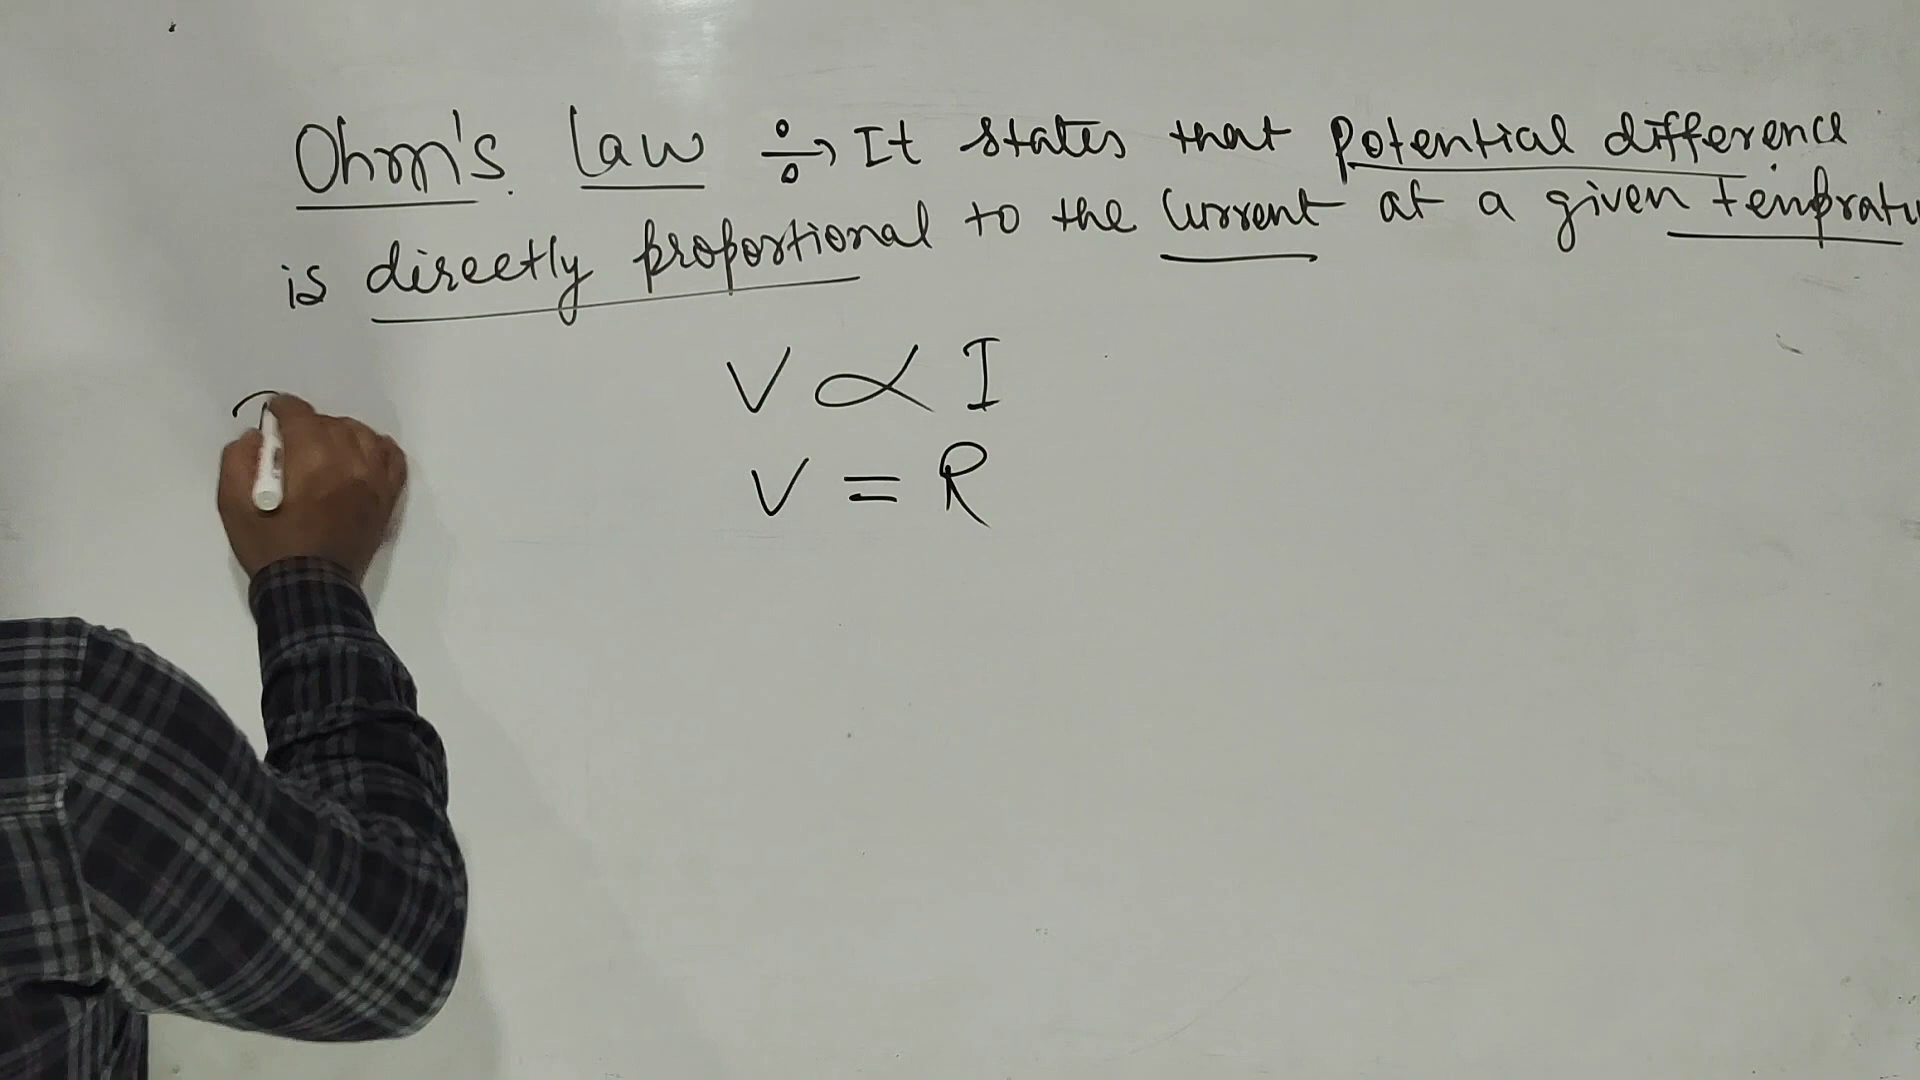 Ohm's law ÷, It states that Potential difference
is directly proportional to the Current at a given
V ∝ I
V = R